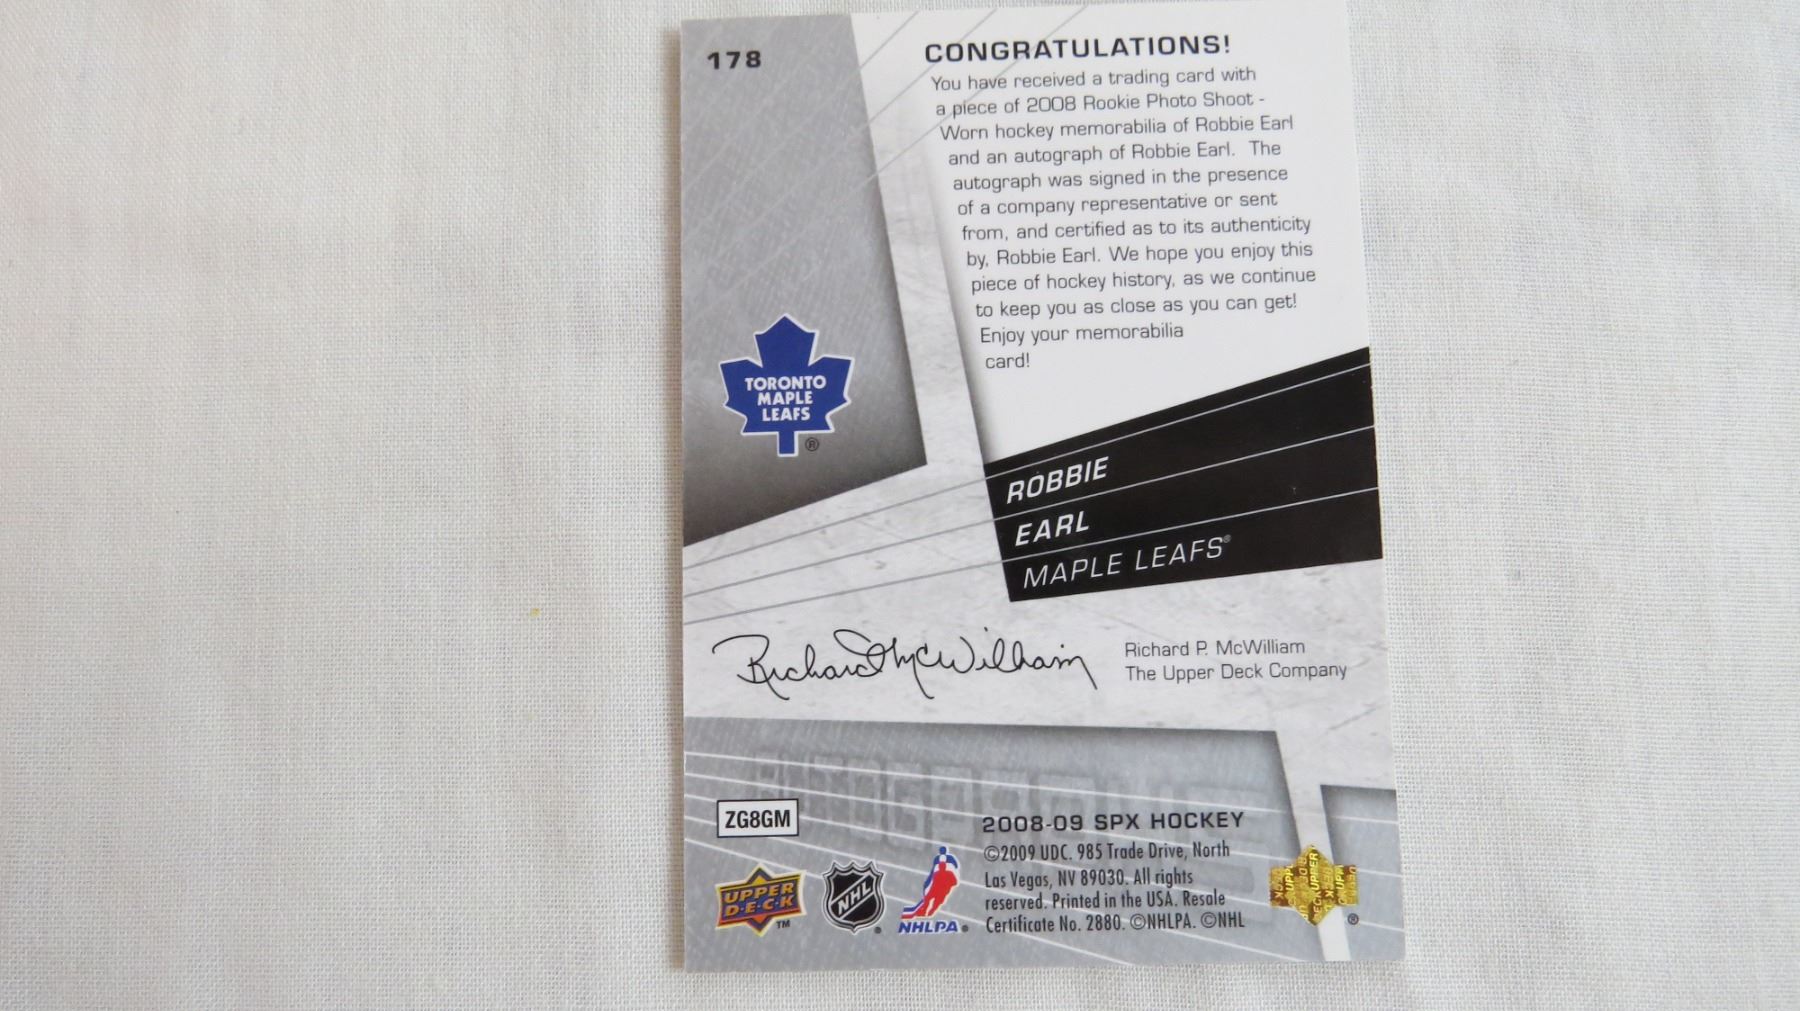 178
CONGRATULATIONS!
You have received a trading card with
a piece of 2008 Rookie Photo Shoot -
Worn hockey memorabilia of Robbie Earl
and an autograph of Robbie Earl. The
autograph was signed in the presence
of a company representative or sent
from, and certified as to its authenticity
by, Robbie Earl. We hope you enjoy this
piece of hockey history, as we continue
to keep you as close as you can get!
Enjoy your memorabilia
card!
TORONTO
MAPLE
LEAFS
®
ROBBIE
EARL
MAPLE LEAFS®
Richard McWilliam
Richard P. McWilliam
The Upper Deck Company
ZG8GM
2008-09 SPX HOCKEY
©2009 UDC. 985 Trade Drive, North
Las Vegas, NV 89030. All rights
reserved. Printed in the USA. Resale
Certificate No. 2880. ©NHLPA. ©NHL
UPPER
D·E·C·K
TM
NHL
®
NHLPA®
UPPER
®